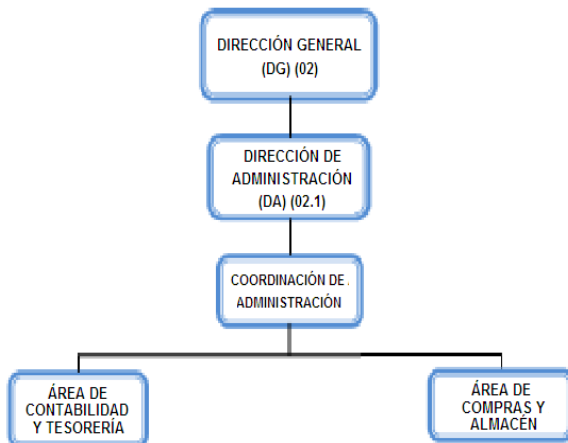 DIRECCIÓN GENERAL
(DG) (02)
DIRECCIÓN DE
ADMINISTRACIÓN
(DA) (02.1)
COORDINACIÓN DE
ADMINISTRACIÓN
ÁREA DE
CONTABILIDAD
Y TESORERÍA
ÁREA DE
COMPRAS Y
ALMACÉN